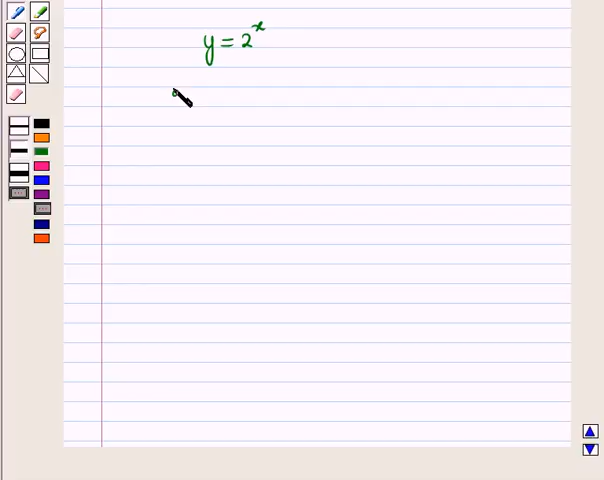 y = 2^x